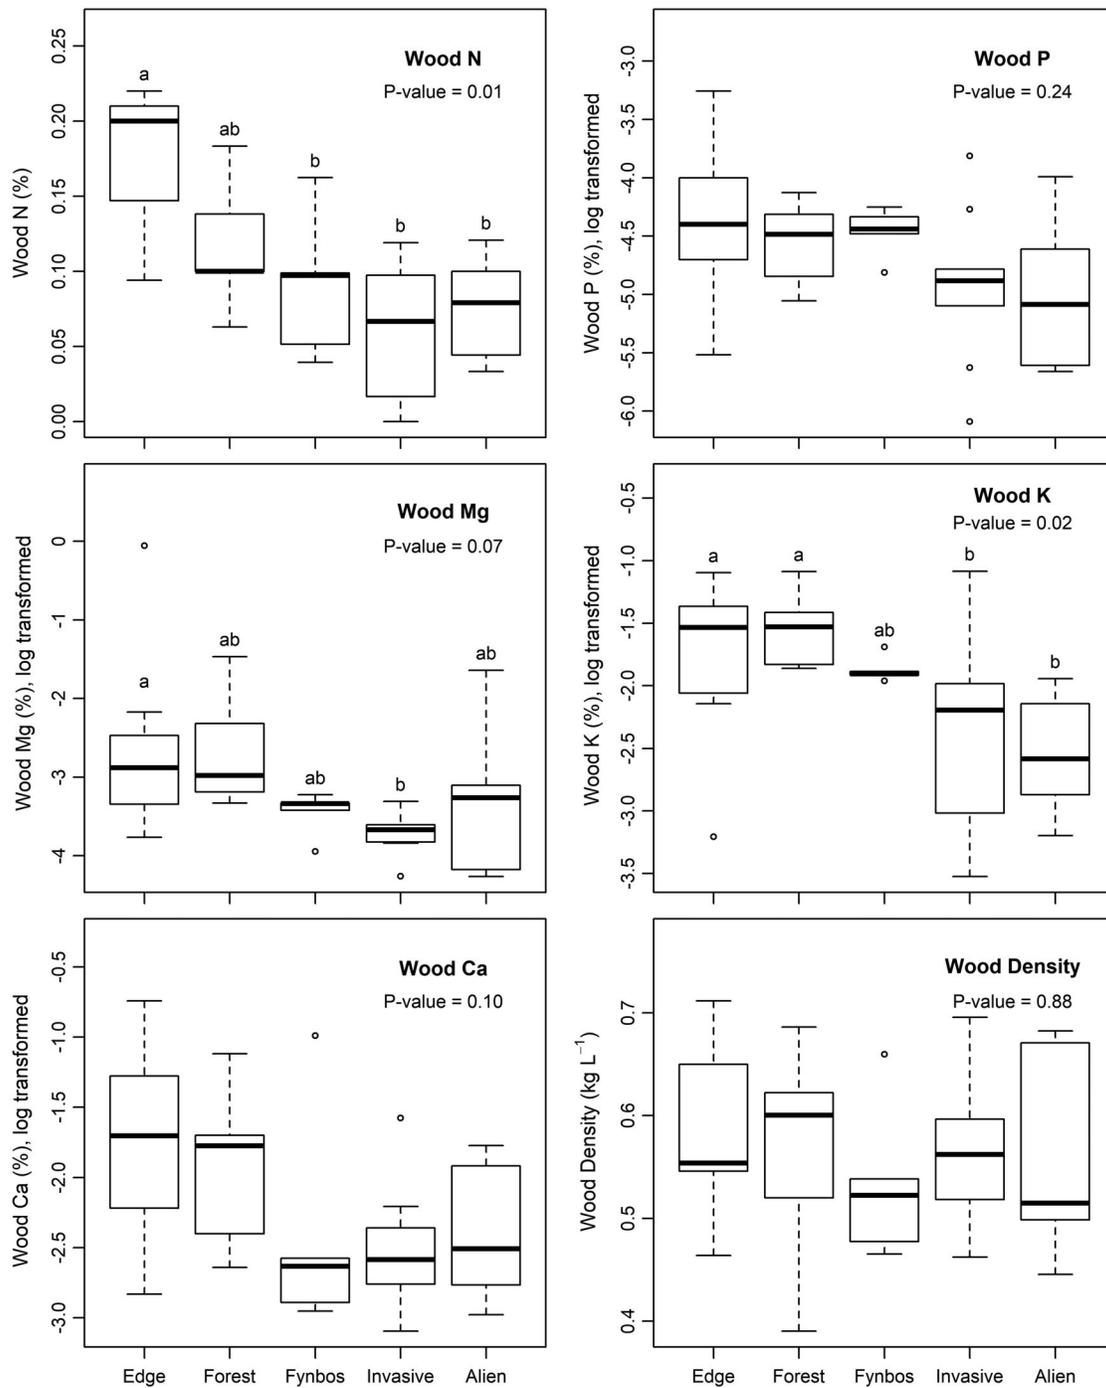 Wood N
P-value = 0.01
Wood N (%)
0.25
0.20
0.15
0.10
0.05
0.00
a
ab
b
b
b
Wood P
P-value = 0.24
Wood P (%), log transformed
-3.0
-3.5
-4.0
-4.5
-5.0
-5.5
-6.0
Wood Mg
P-value = 0.07
Wood Mg (%), log transformed
0
-1
-2
-3
-4
a
ab
ab
b
ab
Wood K
P-value = 0.02
Wood K (%), log transformed
-0.5
-1.0
-1.5
-2.0
-2.5
-3.0
-3.5
a
a
ab
b
b
Wood Ca
P-value = 0.10
Wood Ca (%), log transformed
-0.5
-1.0
-1.5
-2.0
-2.5
-3.0
Edge Forest Fynbos Invasive Alien
Wood Density
P-value = 0.88
Wood Density (kg L⁻¹)
0.7
0.6
0.5
0.4
Edge Forest Fynbos Invasive Alien